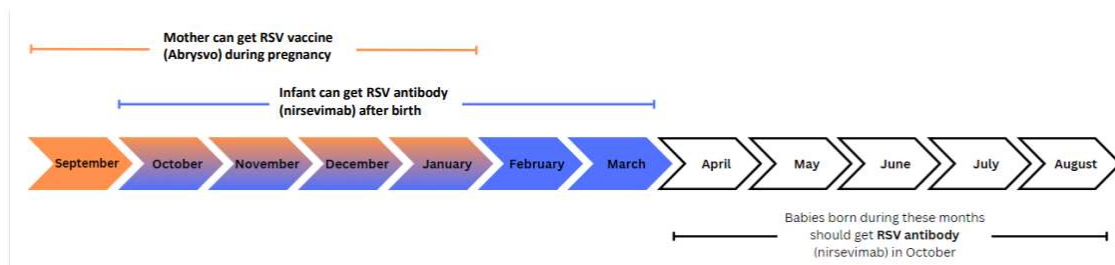 Mother can get RSV vaccine
(Abrysvo) during pregnancy
Infant can get RSV antibody
(nirsevimab) after birth
September
October
November
December
January
February
March
April
May
June
July
August
Babies born during these months
should get RSV antibody
(nirsevimab) in October